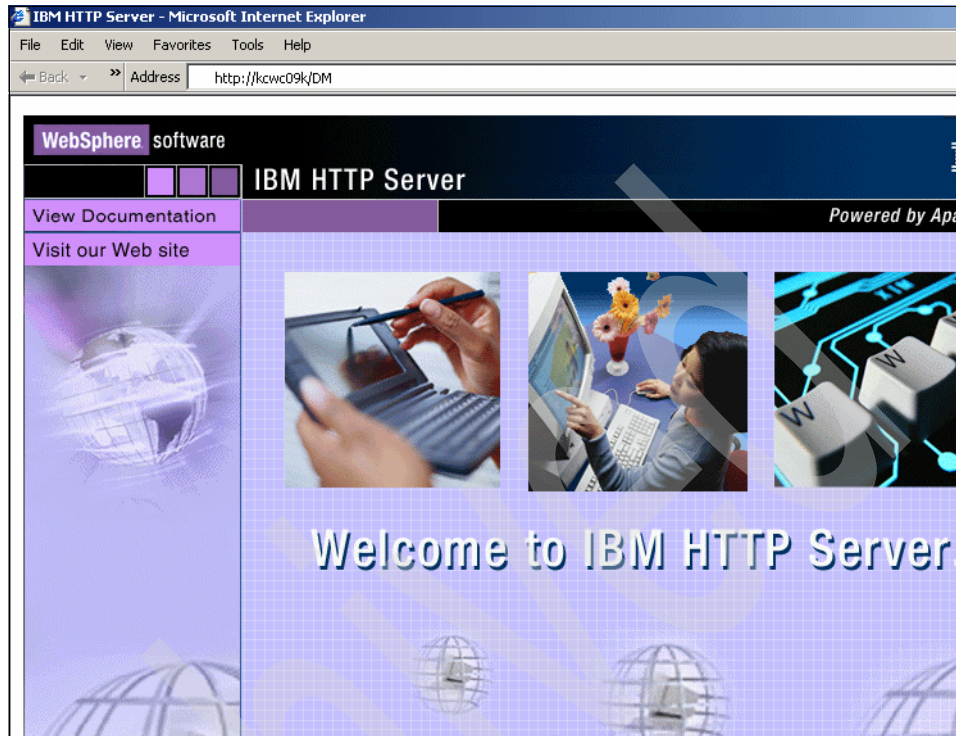 IBM HTTP Server - Microsoft Internet Explorer
File Edit View Favorites Tools Help
Back » Address http://kcwc09k/DM
WebSphere software
IBM HTTP Server
View Documentation
Powered by Apa
Visit our Web site
W
W
Welcome to IBM HTTP Server.